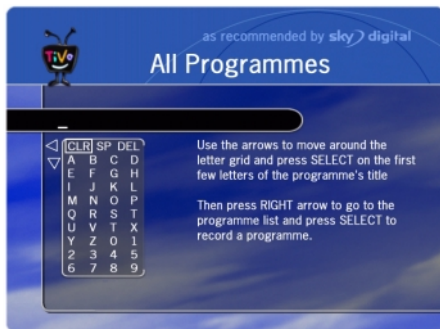 as recommended by sky digital
TiVo
All Programmes
CLR SP DEL
A B C D
E F G H
I J K L
M N O P
Q R S T
U V T X
Y Z 0 1
2 3 4 5
6 7 8 9
Use the arrows to move around the
letter grid and press SELECT on the first
few letters of the programme's title
Then press RIGHT arrow to go to the
programme list and press SELECT to
record a programme.